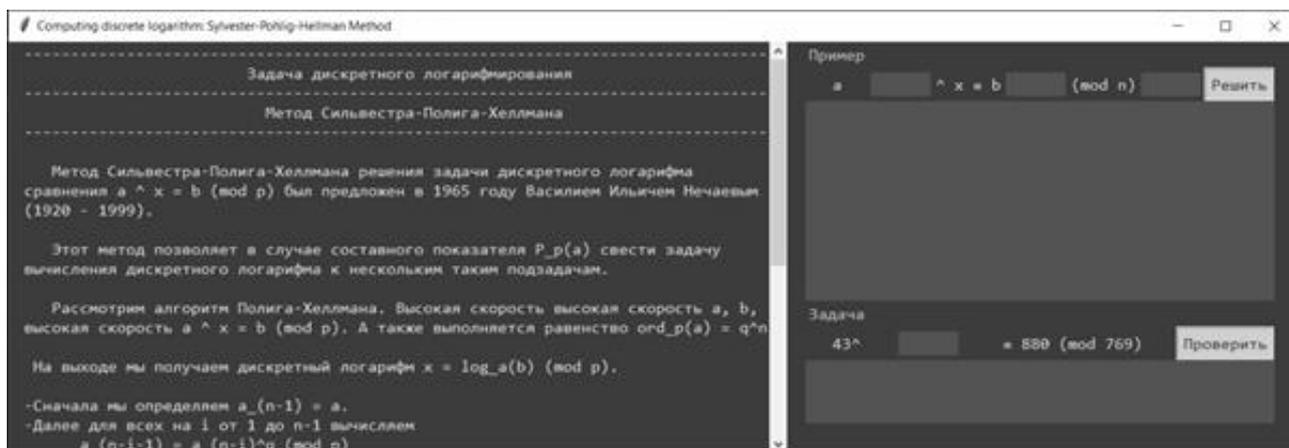 Computing discrete logarithm: Sylvester-Pohlig-Hellman Method
Задача дискретного логарифмирования
Метод Сильвестра-Полига-Хеллмана
Метод Сильвестра-Полига-Хеллмана решения задачи дискретного логарифма
сравнения a ^ x = b (mod p) был предложен в 1965 году Василием Ильичем Нечаевым
(1920 - 1999).
Этот метод позволяет в случае составного показателя P_p(a) свести задачу
вычисления дискретного логарифма к нескольким таким подзадачам.
Рассмотрим алгоритм Полига-Хеллмана. Высокая скорость высокая скорость a, b,
высокая скорость a ^ x = b (mod p). А также выполняется равенство ord_p(a) = q^n
На выходе мы получаем дискретный логарифм x = log_a(b) (mod p).
-Сначала мы определяем a_(n-1) = a.
-Далее для всех на i от 1 до n-1 вычисляем
a_(n-i-1) = a_(n-i)^q (mod p)
Пример
a ^ x = b (mod n) Решить
Задача
43^ = 880 (mod 769) Проверить